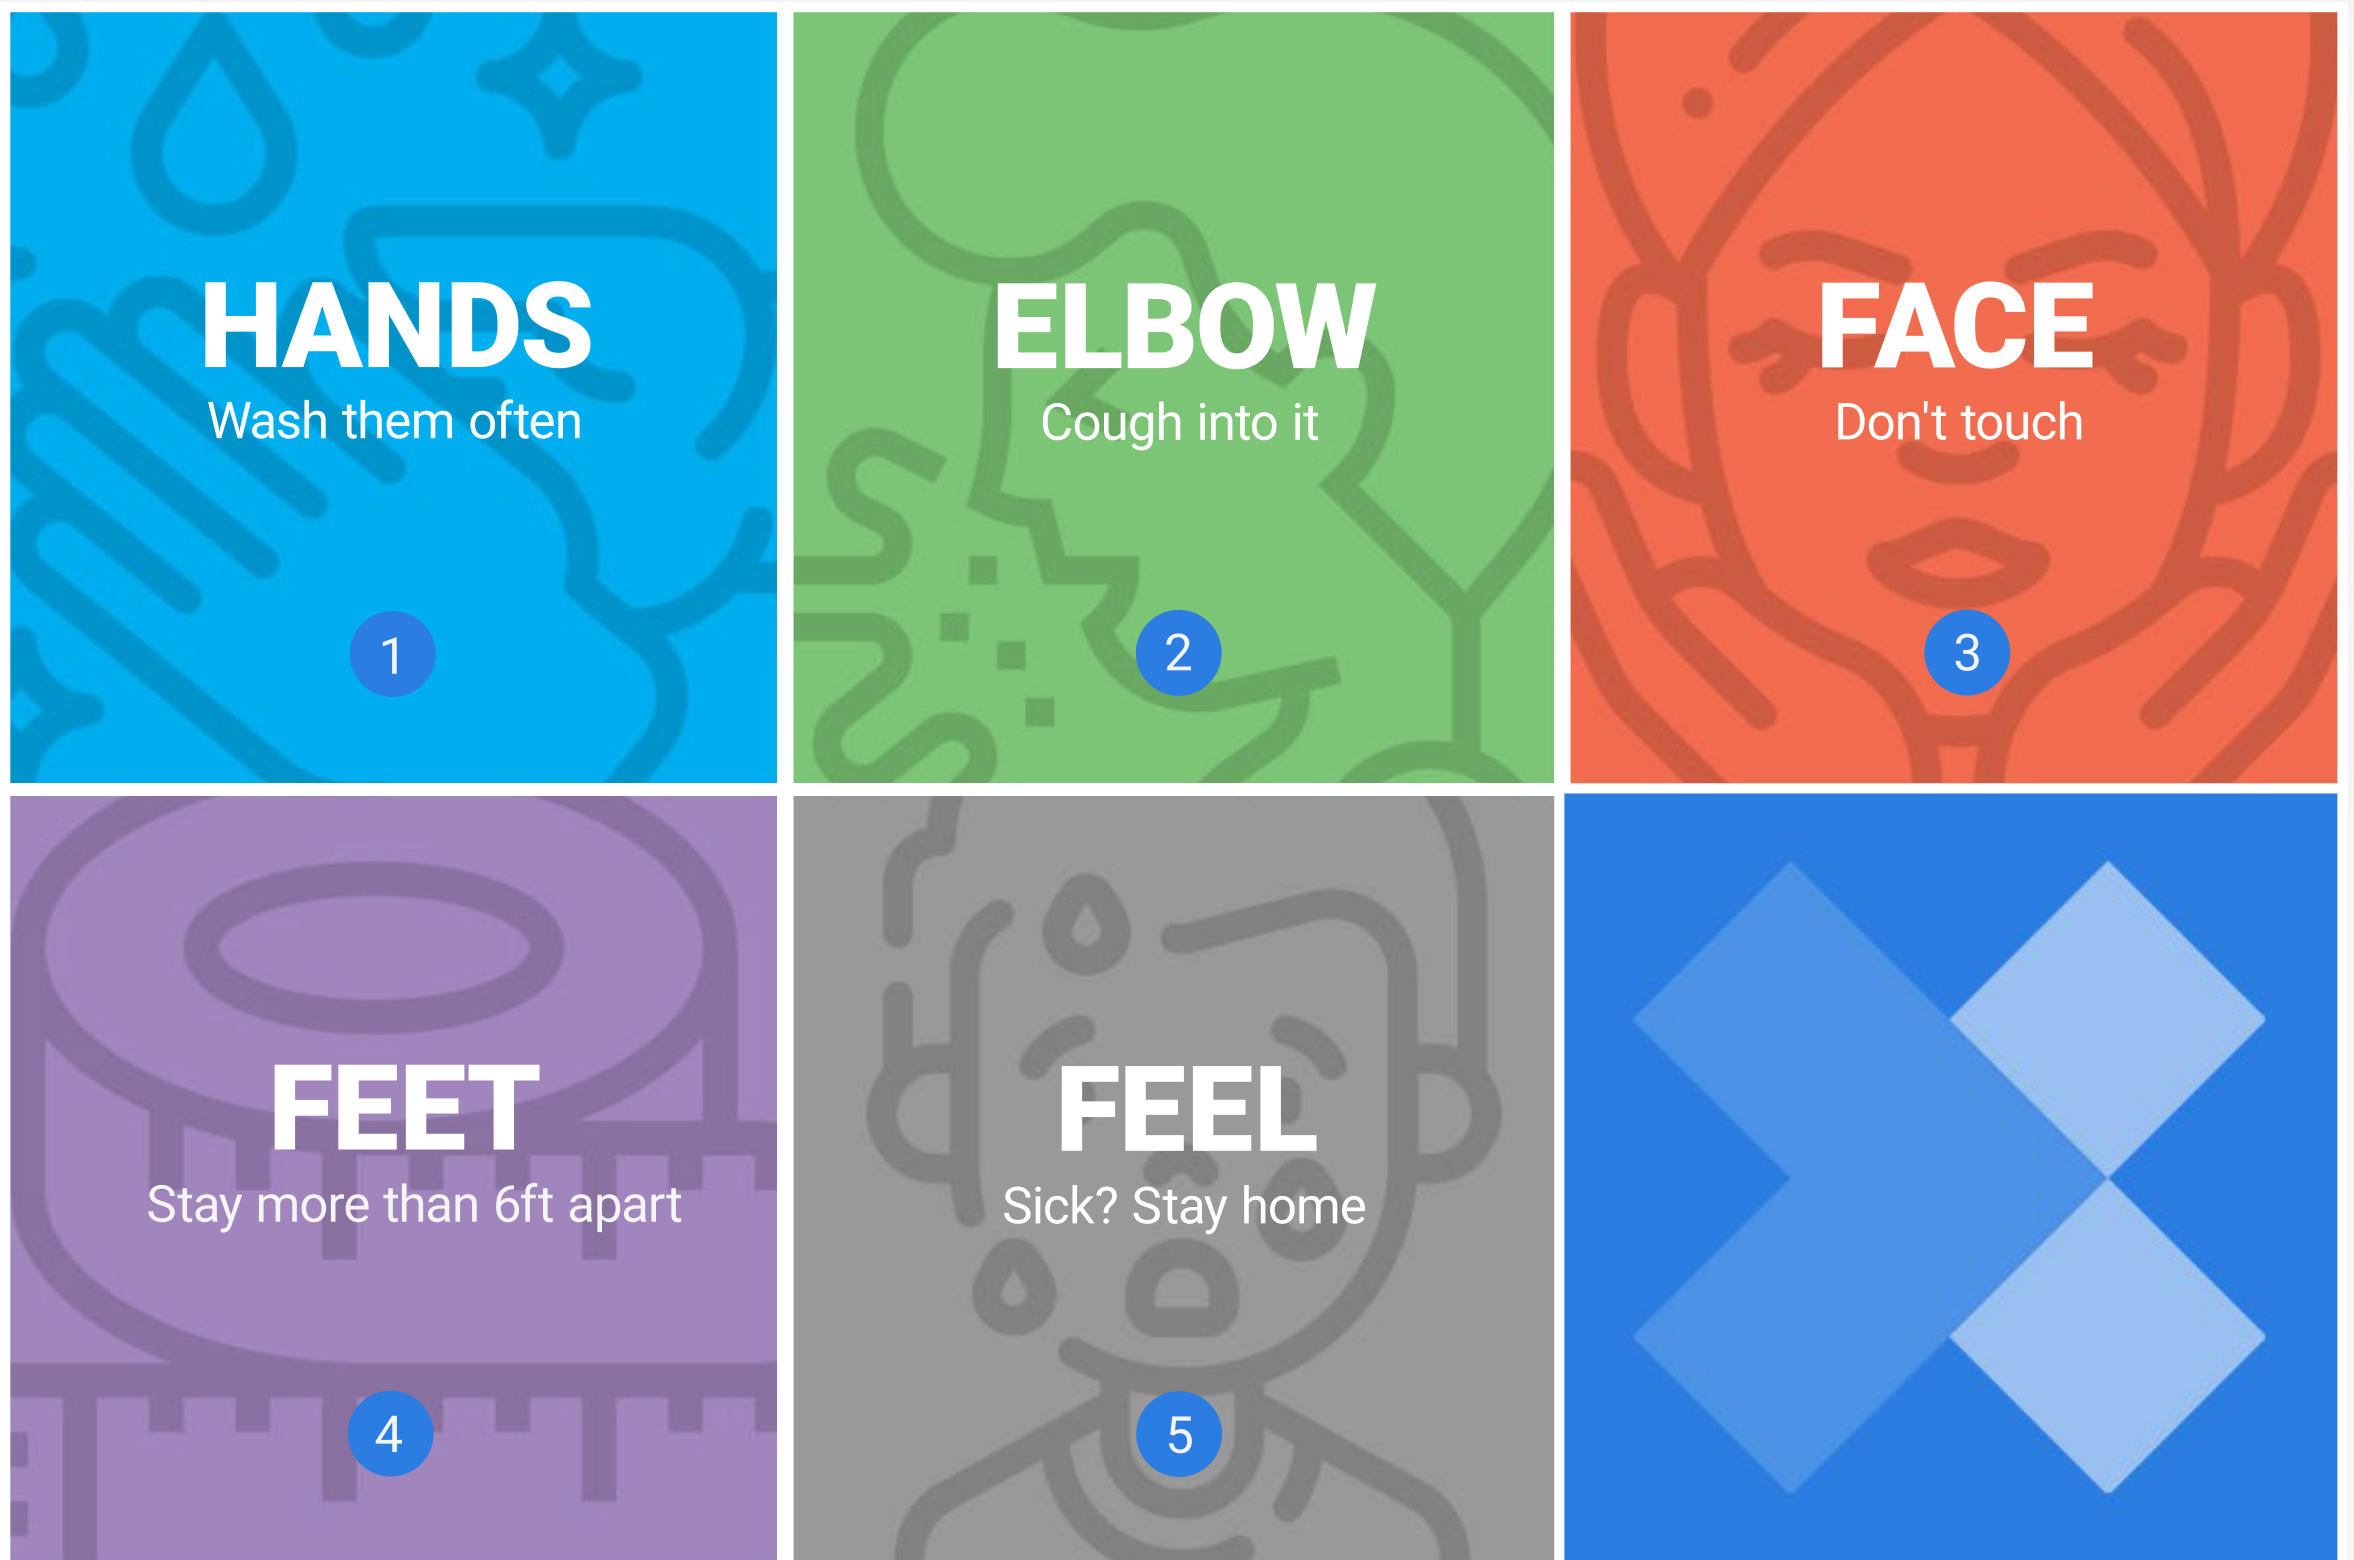 HANDS
Wash them often
1
ELBOW
Cough into it
2
FACE
Don't touch
3
FEET
Stay more than 6ft apart
4
FEEL
Sick? Stay home
5